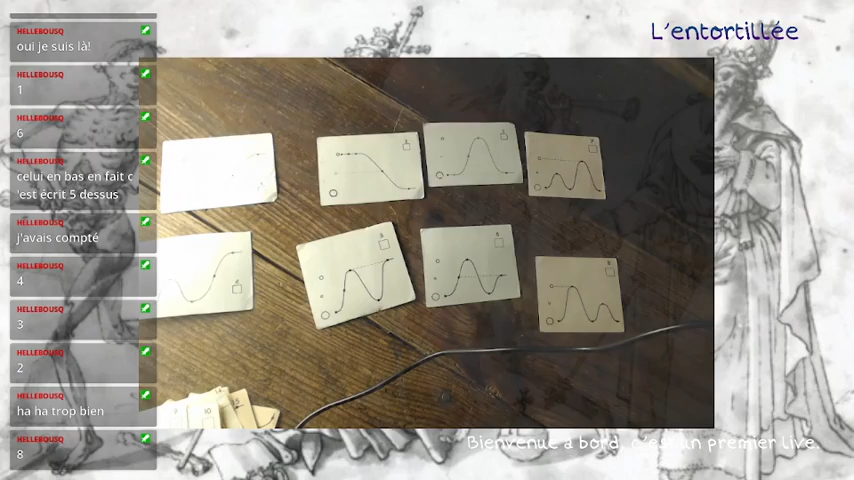 L'entortillée
HELLEBOUSQ
oui je suis là!
HELLEBOUSQ
1
HELLEBOUSQ
6
HELLEBOUSQ
celui en bas en fait c
'est écrit 5 dessus
HELLEBOUSQ
j'avais compté
HELLEBOUSQ
4
HELLEBOUSQ
3
HELLEBOUSQ
2
HELLEBOUSQ
ha ha trop bien
HELLEBOUSQ
8
9
10
Bienvenue à bord, c'est un premier live.